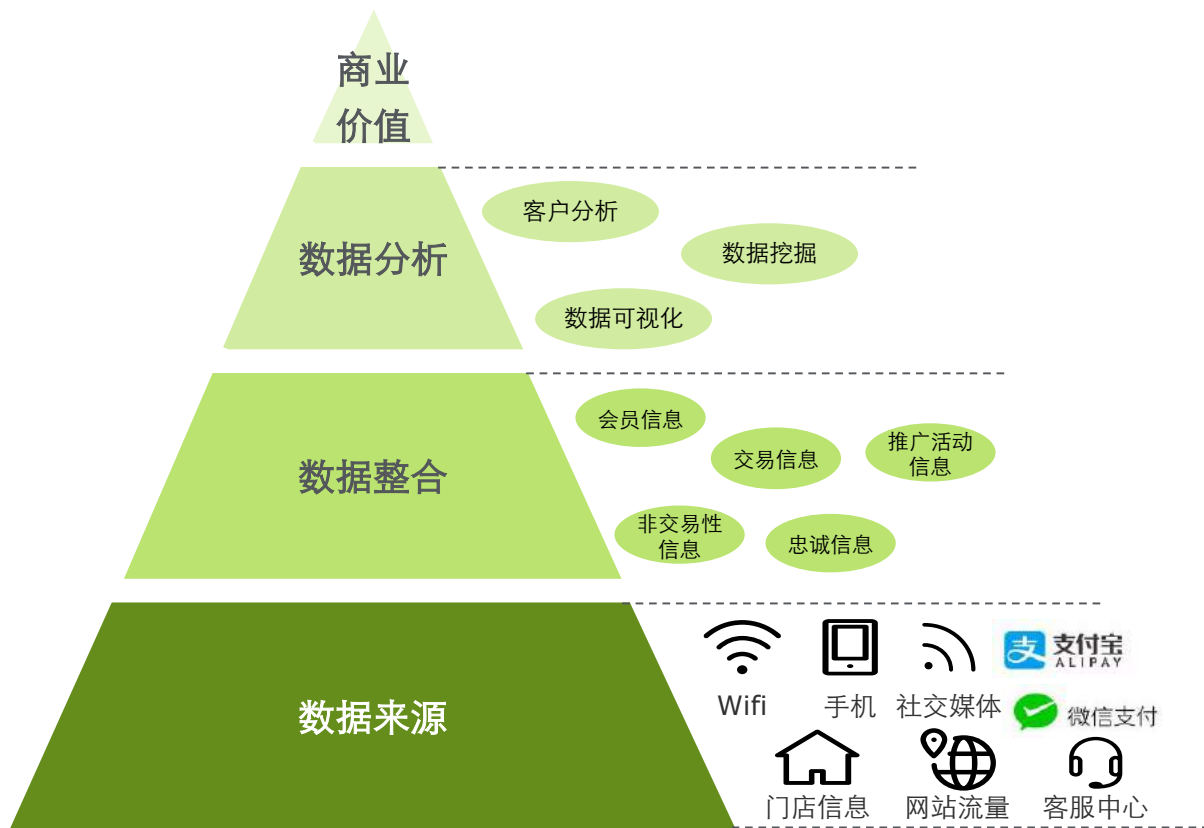 商业
价值
数据分析
客户分析
数据挖掘
数据可视化
数据整合
会员信息
交易信息
推广活动
信息
非交易性
信息
忠诚信息
数据来源
Wifi
手机
社交媒体
支
支付宝
ALIPAY
微信支付
门店信息
网站流量
客服中心